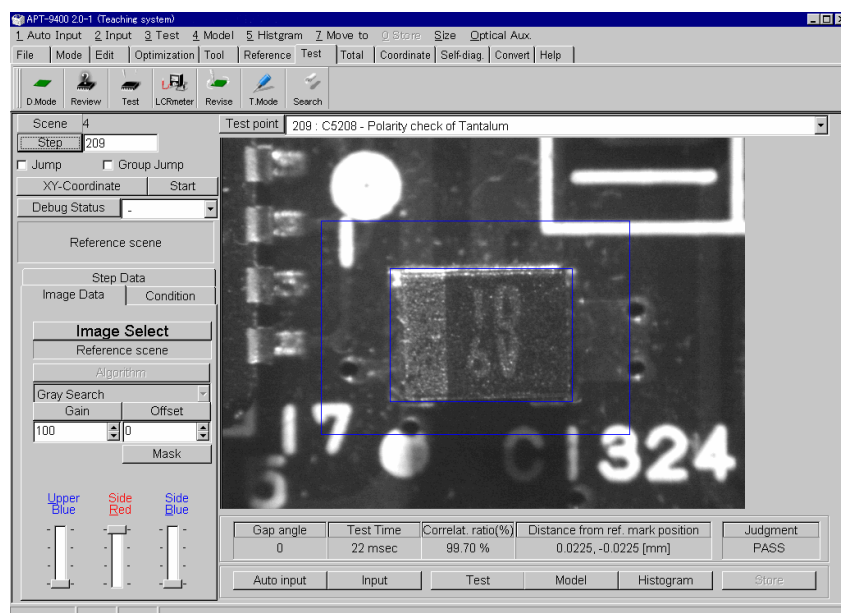 APT-9400 2.0-1 (Teaching system)
1 Auto Input 2 Input 3 Test 4 Model 5 Histgram 7 Move to 0 Store Size Optical Aux.
File Mode Edit Optimization Tool Reference Test Total Coordinate Self-diag. Convert Help
D.Mode Review Test LCRmeter Revise T.Mode Search
Scene 4
Test point 209 : C5208 - Polarity check of Tantalum
Step 209
Jump Group Jump
XY-Coordinate Start
Debug Status -
Reference scene
Step Data
Image Data Condition
Image Select
Reference scene
Algorithm
Gray Search
Gain Offset
100 0
Mask
Upper Blue Side Red Side Blue
10
6V
17
C1324
Gap angle Test Time Correlat. ratio(%) Distance from ref. mark position Judgment
0 22 msec 99.70 % 0.0225, -0.0225 [mm] PASS
Auto input Input Test Model Histogram Store